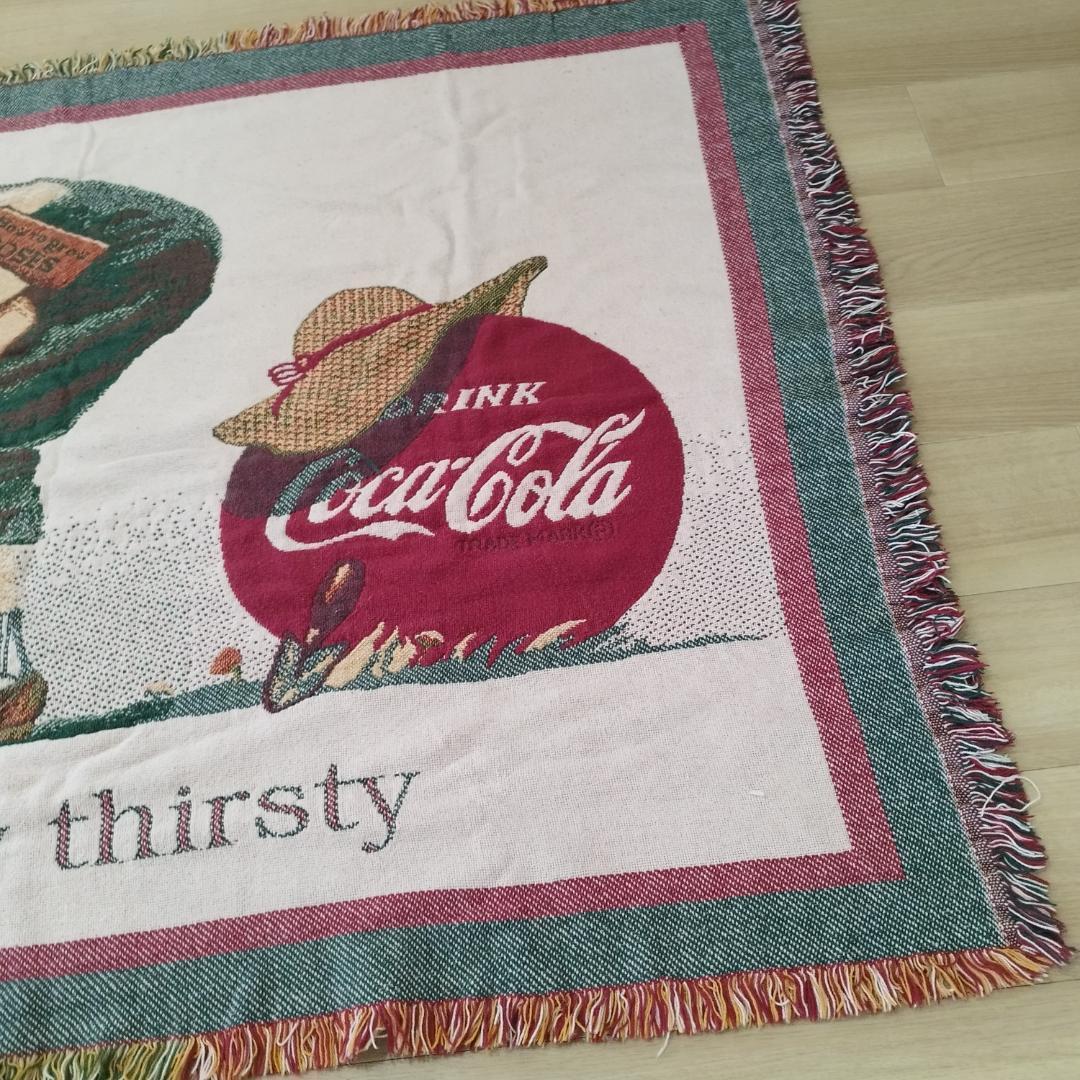 DRINK
Coca-Cola
TRADE MARK®
thirsty